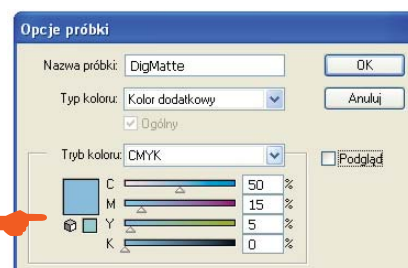 Opcje próbki
Nazwa próbki: DigMatte OK
Typ koloru: Kolor dodatkowy Anuluj
Ogólny
Tryb koloru: CMYK Podgląd
C 50 %
M 15 %
Y 5 %
K 0 %